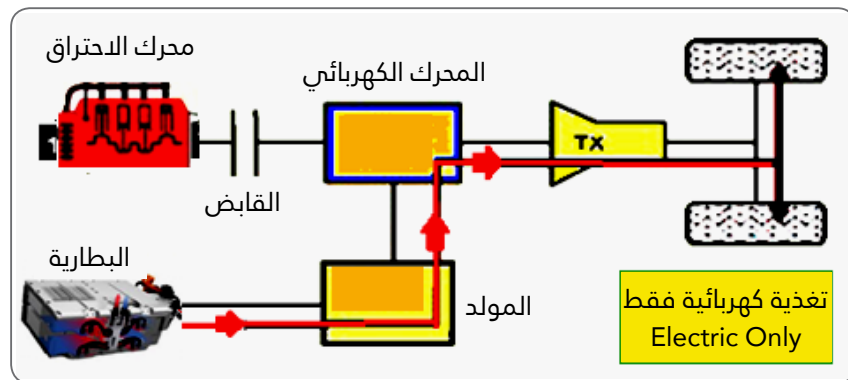 محرك الاحتراق
المحرك الكهربائي
TX
القابض
البطارية
المولد
تغذية كهربائية فقط
Electric Only